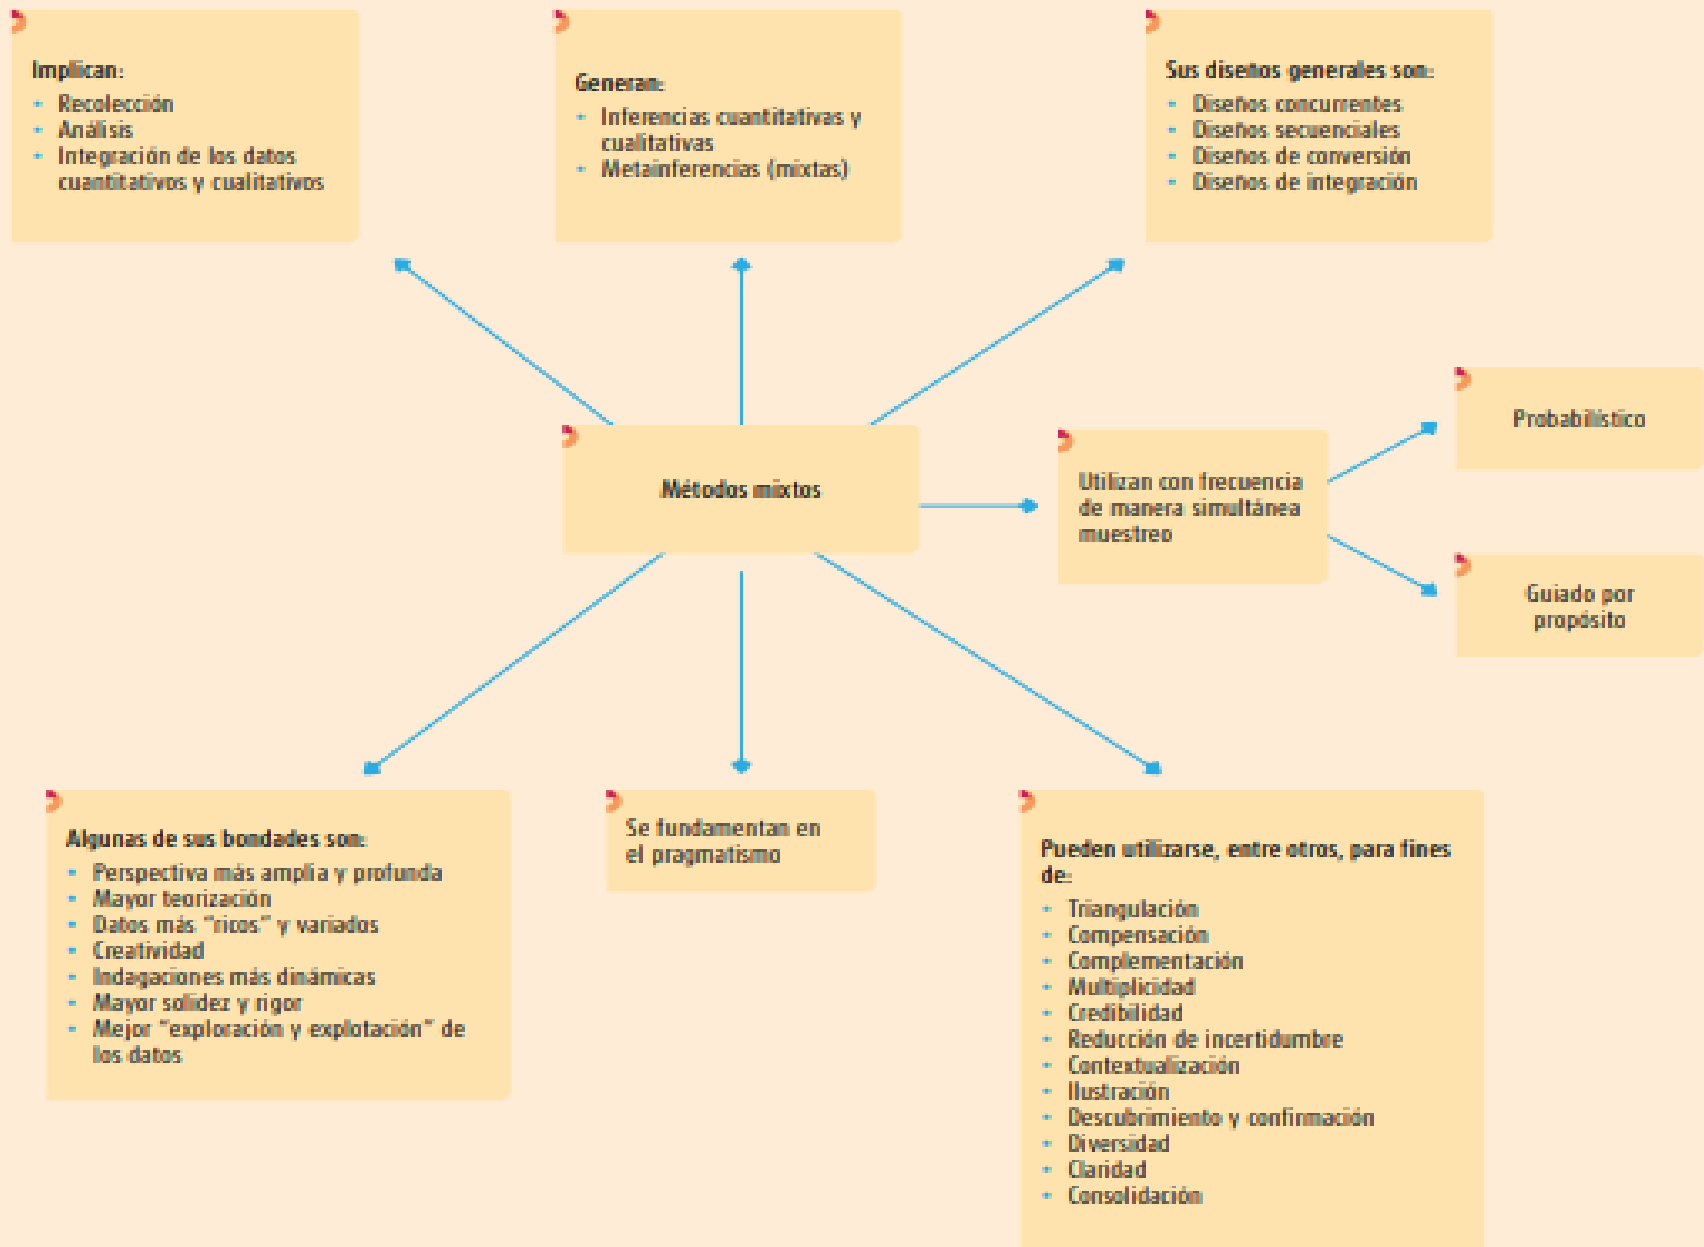 Implican:
Recolección
Análisis
Integración de los datos
cuantitativos y cualitativos
Generan:
Inferencias cuantitativas y
cualitativas
Metainferencias (mixtas)
Sus diseños generales son:
Diseños concurrentes
Diseños secuenciales
Diseños de conversión
Diseños de integración
Métodos mixtos
Utilizan con frecuencia
de manera simultánea
muestreo
Probabilístico
Guiado por
propósito
Algunas de sus bondades son:
Perspectiva más amplia y profunda
Mayor teorización
Datos más “ricos” y variados
Creatividad
Indagaciones más dinámicas
Mayor solidez y rigor
Mejor “exploración y explotación” de
los datos
Se fundamentan en
el pragmatismo
Pueden utilizarse, entre otros, para fines
de:
Triangulación
Compensación
Complementación
Multiplicidad
Credibilidad
Reducción de incertidumbre
Contextualización
Ilustración
Descubrimiento y confirmación
Diversidad
Claridad
Consolidación